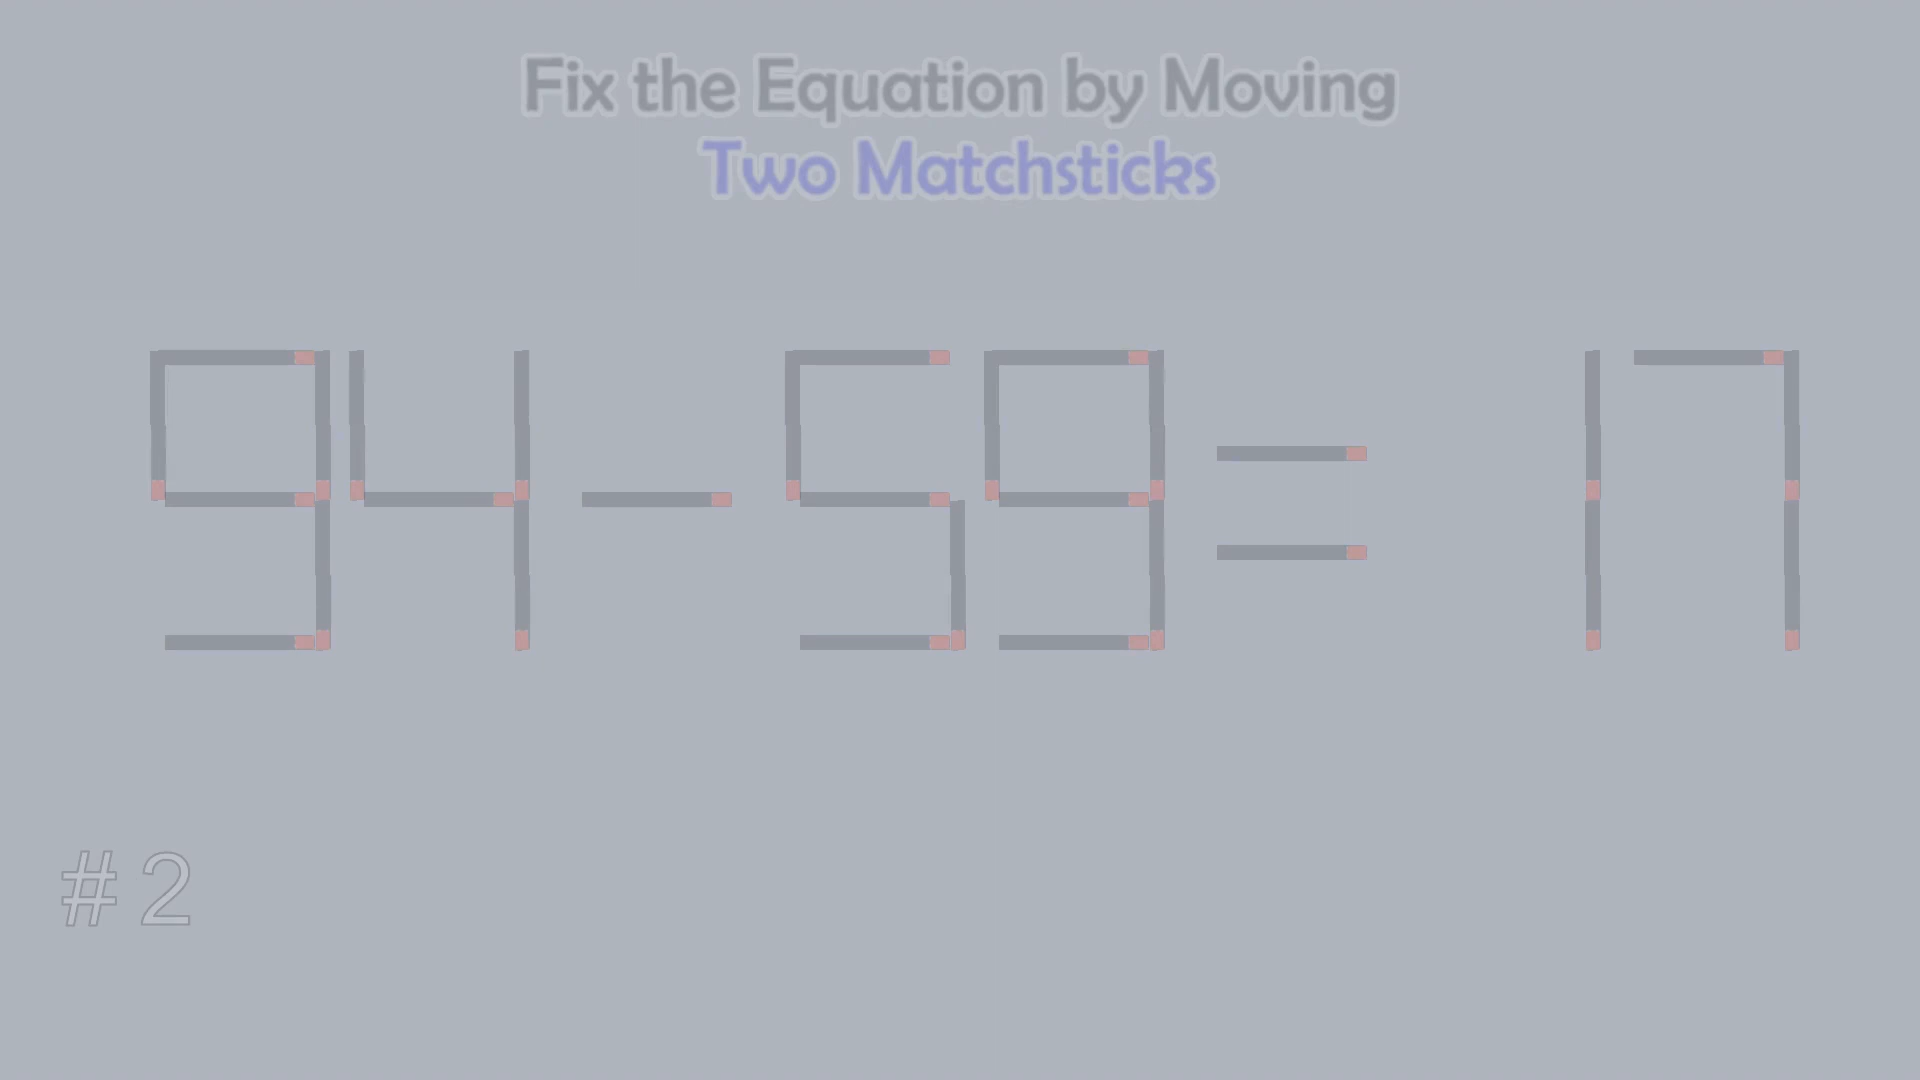 Fix the Equation by Moving
Two Matchsticks
94-59=17
#2